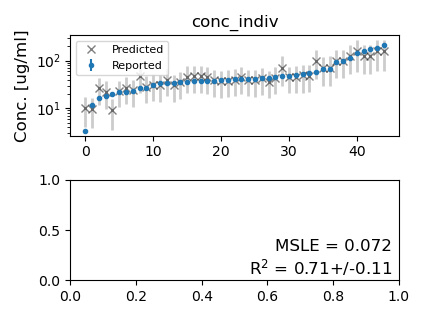 conc_indiv
Conc. [ug/ml]
10²
10¹
Predicted
Reported
0 10 20 30 40
1.0
0.5
0.0
MSLE = 0.072
R² = 0.71+/-0.11
0.0 0.2 0.4 0.6 0.8 1.0